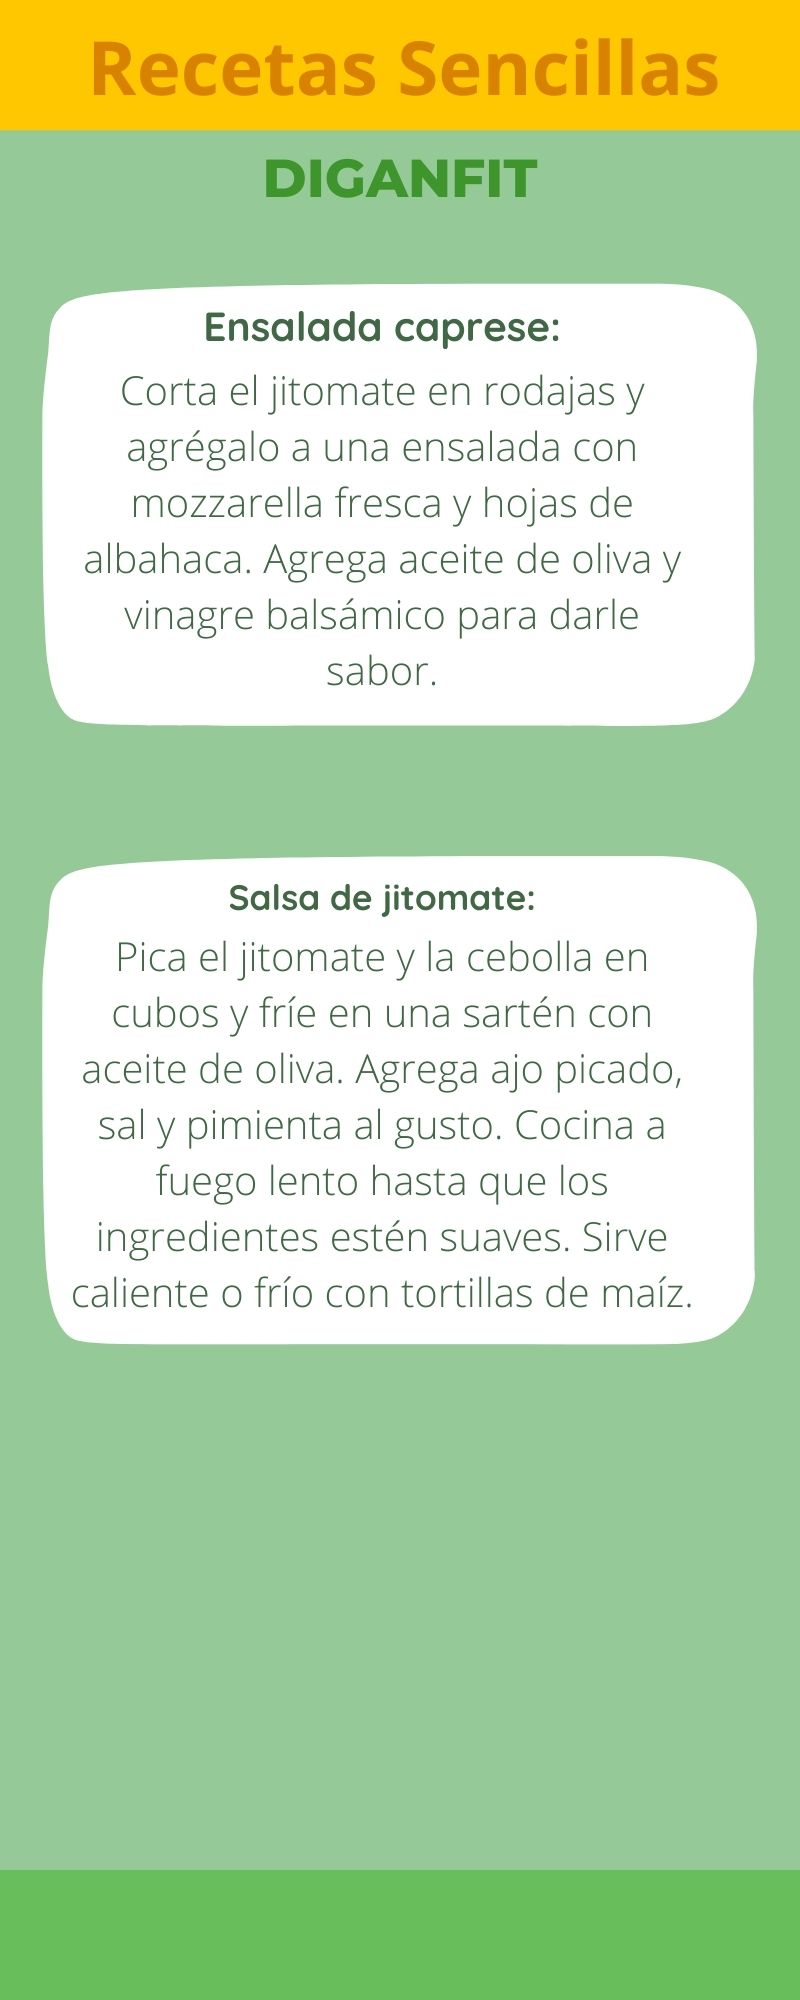 Recetas Sencillas
DIGANFIT
Ensalada caprese:
Corta el jitomate en rodajas y
agrégalo a una ensalada con
mozzarella fresca y hojas de
albahaca. Agrega aceite de oliva y
vinagre balsámico para darle
sabor.
Salsa de jitomate:
Pica el jitomate y la cebolla en
cubos y fríe en una sartén con
aceite de oliva. Agrega ajo picado,
sal y pimienta al gusto. Cocina a
fuego lento hasta que los
ingredientes estén suaves. Sirve
caliente o frío con tortillas de maíz.